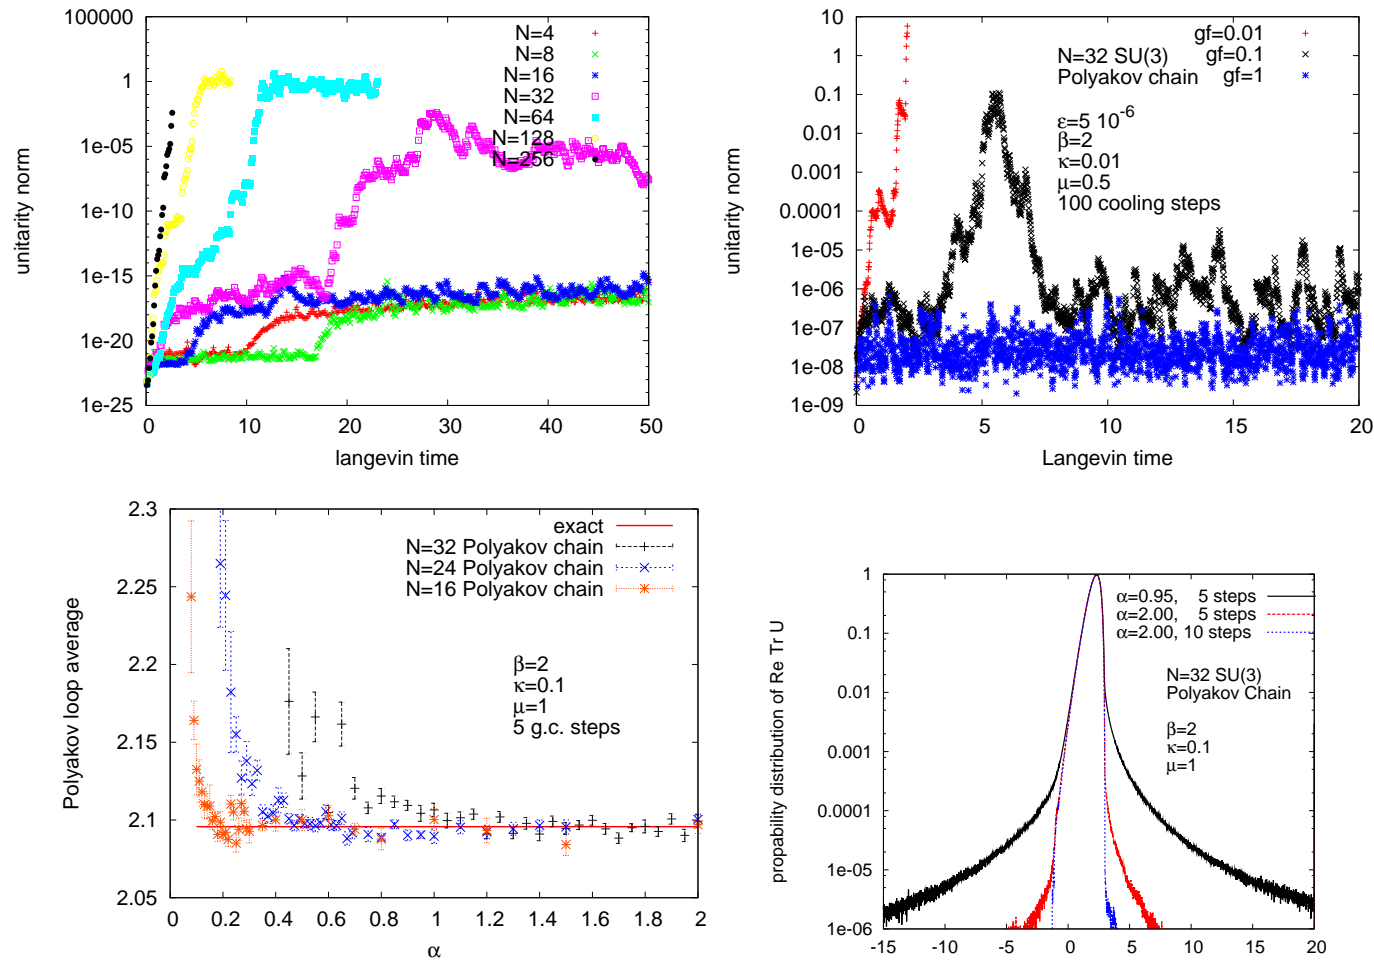 100000
1
1e-05
1e-10
1e-15
1e-20
1e-25
unitarity norm
N=4
N=8
N=16
N=32
N=64
N=128
N=256
0 10 20 30 40 50
langevin time
10
1
0.1
0.01
0.001
0.0001
1e-05
1e-06
1e-07
1e-08
1e-09
unitarity norm
gf=0.01
gf=0.1
gf=1
N=32 SU(3)
Polyakov chain
ε=5 10^-6
β=2
κ=0.01
μ=0.5
100 cooling steps
0 5 10 15 20
Langevin time
2.3
2.25
2.2
2.15
2.1
2.05
Polyakov loop average
exact
N=32 Polyakov chain
N=24 Polyakov chain
N=16 Polyakov chain
β=2
κ=0.1
μ=1
5 g.c. steps
0 0.2 0.4 0.6 0.8 1 1.2 1.4 1.6 1.8 2
α
1
0.1
0.01
0.001
0.0001
1e-05
1e-06
propability distribution of Re Tr U
α=0.95, 5 steps
α=2.00, 5 steps
α=2.00, 10 steps
N=32 SU(3)
Polyakov Chain
β=2
κ=0.1
μ=1
-15 -10 -5 0 5 10 15 20